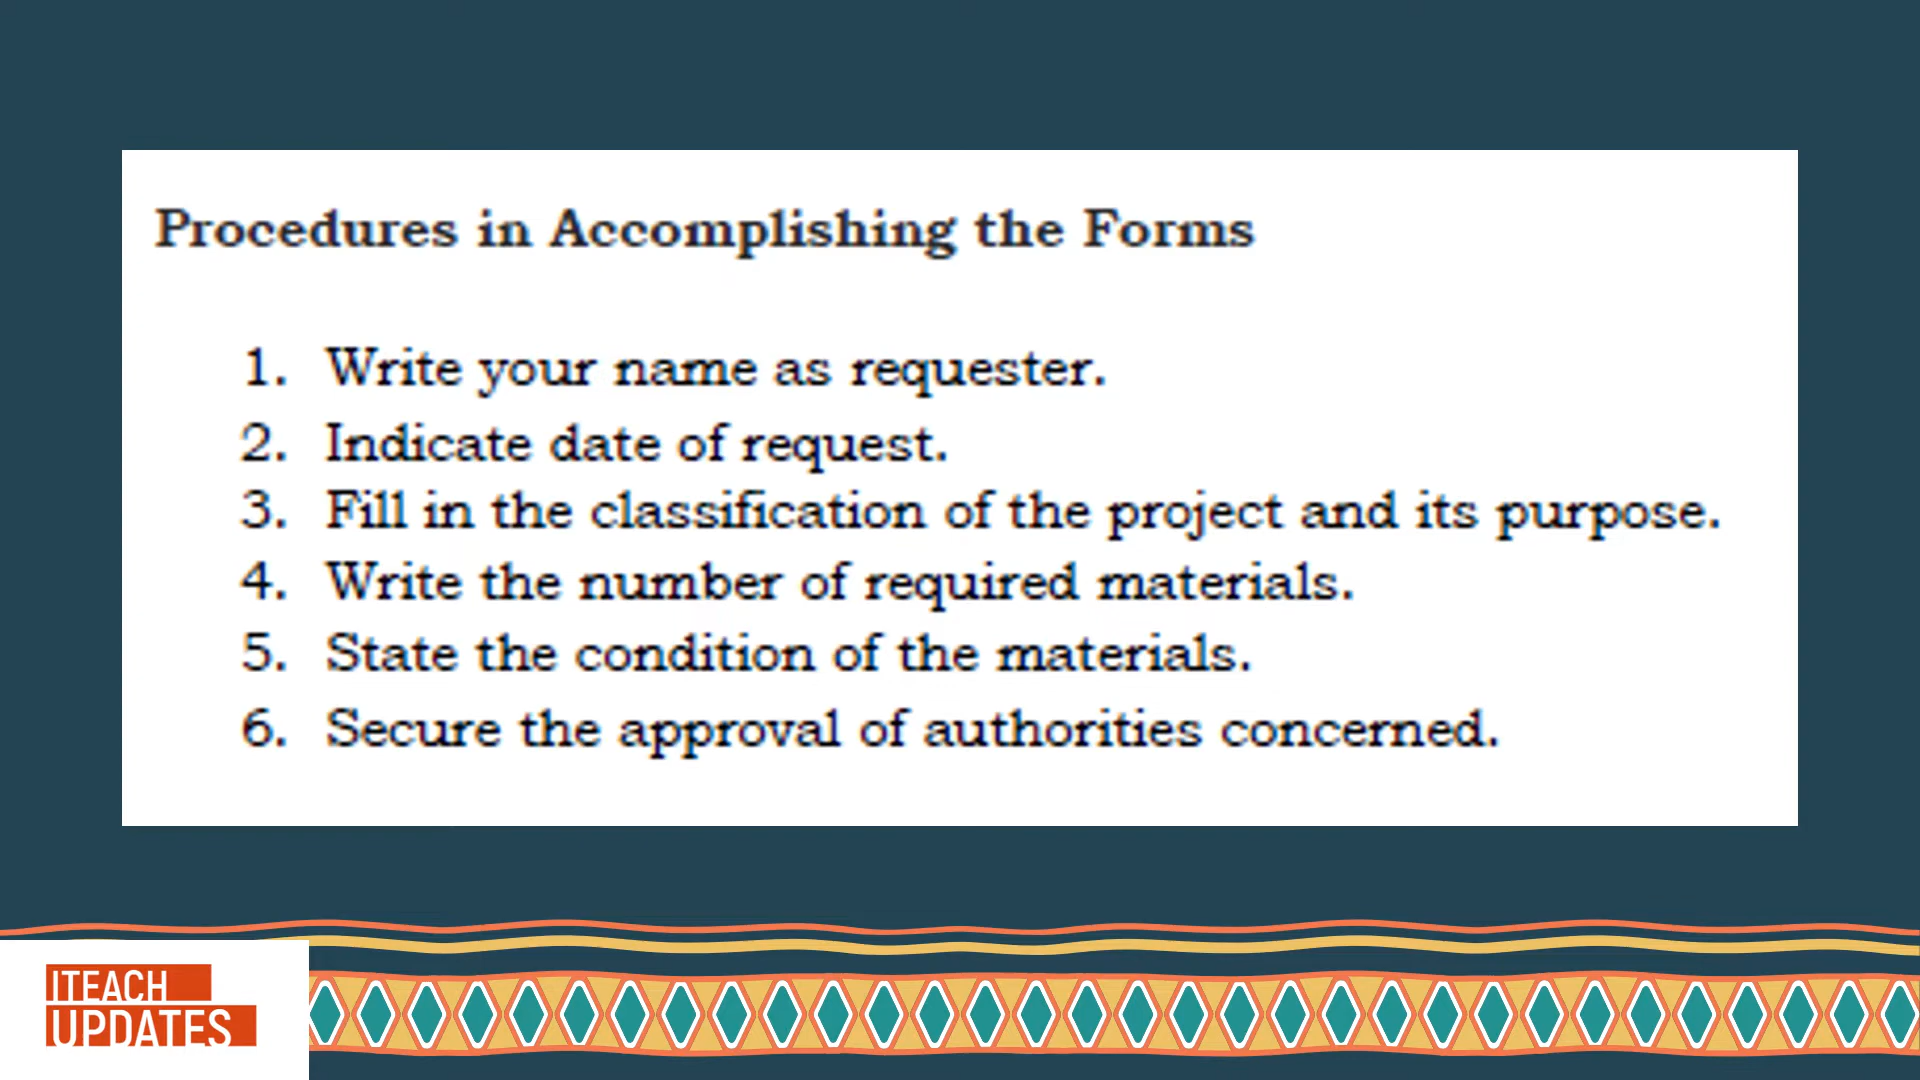 Procedures in Accomplishing the Forms
1. Write your name as requester.
2. Indicate date of request.
3. Fill in the classification of the project and its purpose.
4. Write the number of required materials.
5. State the condition of the materials.
6. Secure the approval of authorities concerned.
ITEACH
UPDATES